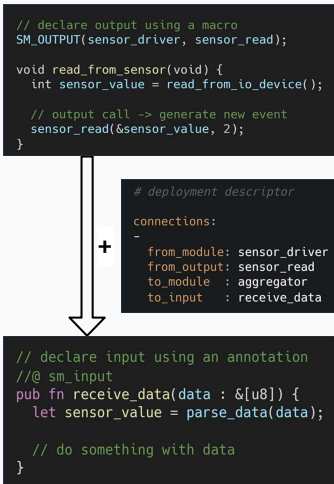 // declare output using a macro
SM_OUTPUT(sensor_driver, sensor_read);

void read_from_sensor(void) {
  int sensor_value = read_from_io_device();

  // output call -> generate new event
  sensor_read(&sensor_value, 2);
}
+
# deployment descriptor

connections:
-
  from_module: sensor_driver
  from_output: sensor_read
  to_module  : aggregator
  to_input   : receive_data
// declare input using an annotation
//@ sm_input
pub fn receive_data(data : &[u8]) {
  let sensor_value = parse_data(data);

  // do something with data
}